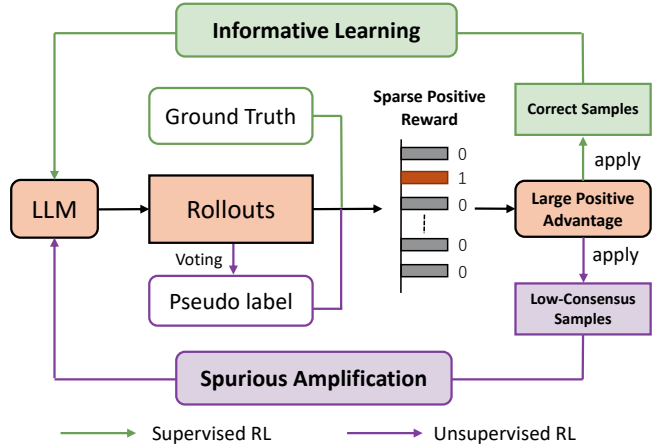 Informative Learning
Ground Truth
Sparse Positive
Reward
Correct Samples
0
apply
1
LLM
Rollouts
0
Large Positive
Advantage
Voting
0
apply
Pseudo label
0
Low-Consensus
Samples
Spurious Amplification
Supervised RL
Unsupervised RL